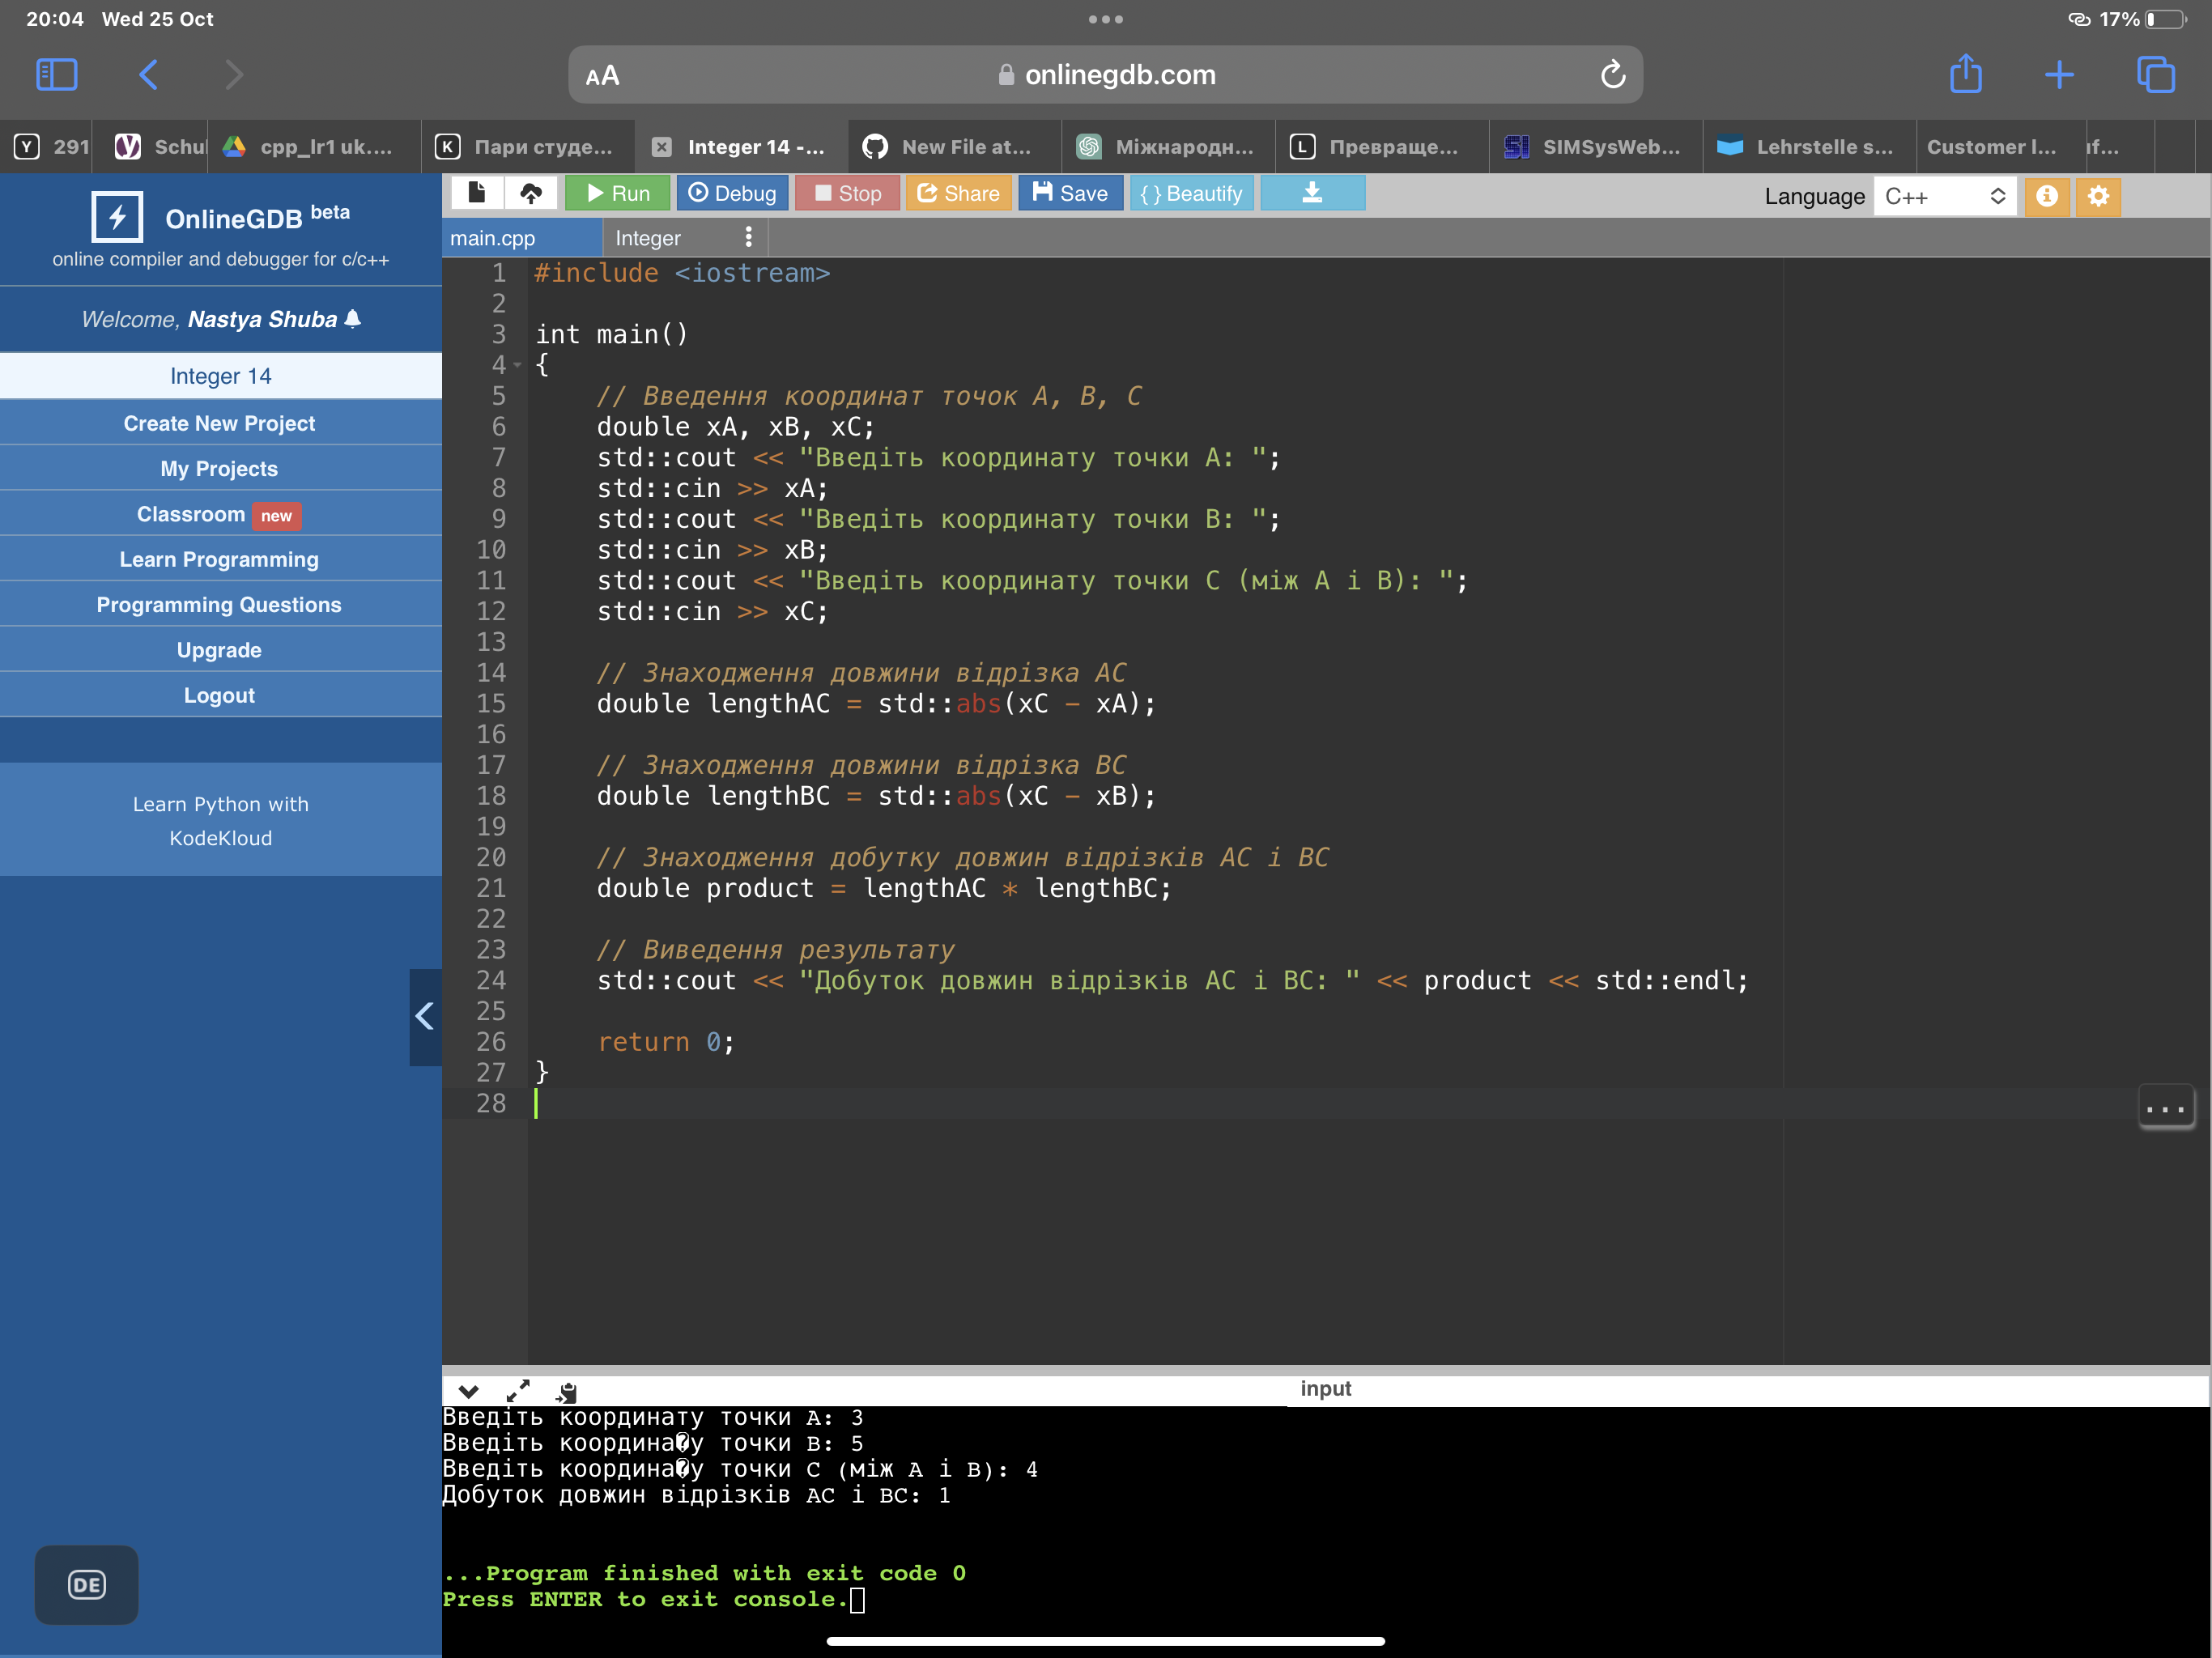 20:04 Wed 25 Oct
17%
AA
onlinegdb.com
291
Schul
cpp_lr1 uk....
Пари студе...
Integer 14 -...
New File at...
Міжнародн...
Превраще...
SIMSysWeb...
Lehrstelle s...
Customer I...
OnlineGDB beta
online compiler and debugger for c/c++
Welcome, Nastya Shuba
Integer 14
Create New Project
My Projects
Classroom new
Learn Programming
Programming Questions
Upgrade
Logout
Learn Python with
KodeKloud
DE
Run Debug Stop Share Save { } Beautify
Language C++
main.cpp Integer
1 #include <iostream>
2
3 int main()
4 {
5 // Введення координат точок A, B, C
6 double xA, xB, xC;
7 std::cout << "Введіть координату точки A: ";
8 std::cin >> xA;
9 std::cout << "Введіть координату точки B: ";
10 std::cin >> xB;
11 std::cout << "Введіть координату точки C (між A і B): ";
12 std::cin >> xC;
13
14 // Знаходження довжини відрізка AC
15 double lengthAC = std::abs(xC - xA);
16
17 // Знаходження довжини відрізка BC
18 double lengthBC = std::abs(xC - xB);
19
20 // Знаходження добутку довжин відрізків AC і BC
21 double product = lengthAC * lengthBC;
22
23 // Виведення результату
24 std::cout << "Добуток довжин відрізків AC і BC: " << product << std::endl;
25
26 return 0;
27 }
28
...
input
Введіть координату точки A: 3
Введіть координа�у точки B: 5
Введіть координа�у точки C (між A і B): 4
Добуток довжин відрізків AC і BC: 1
...Program finished with exit code 0
Press ENTER to exit console.